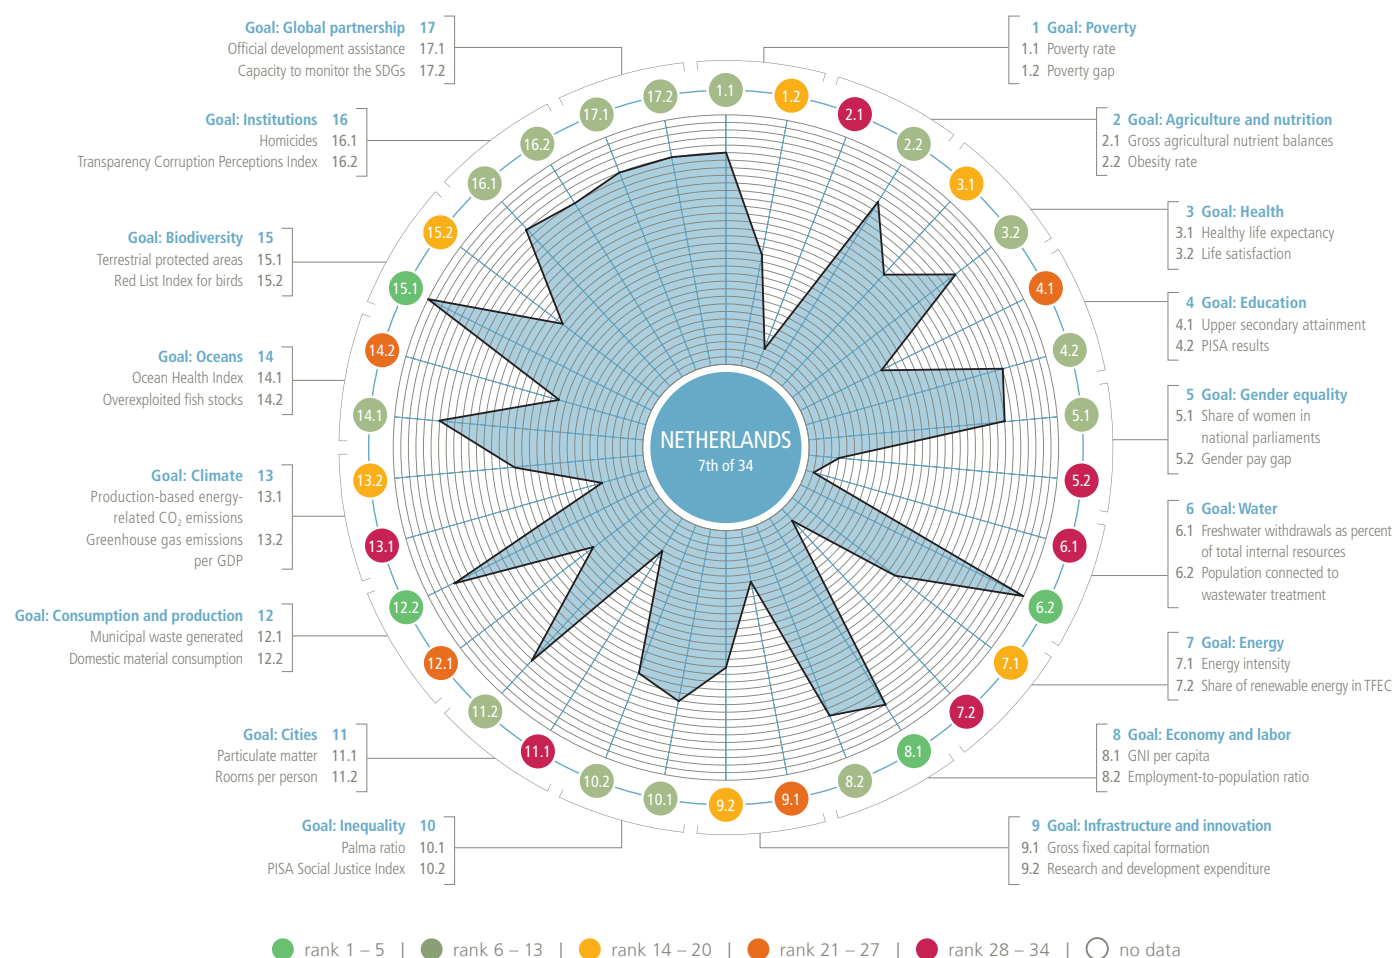 Goal: Global partnership 17
Official development assistance 17.1
Capacity to monitor the SDGs 17.2
1 Goal: Poverty
1.1 Poverty rate
1.2 Poverty gap
Goal: Institutions 16
Homicides 16.1
Transparency Corruption Perceptions Index 16.2
2 Goal: Agriculture and nutrition
2.1 Gross agricultural nutrient balances
2.2 Obesity rate
Goal: Biodiversity 15
Terrestrial protected areas 15.1
Red List Index for birds 15.2
3 Goal: Health
3.1 Healthy life expectancy
3.2 Life satisfaction
Goal: Oceans 14
Ocean Health Index 14.1
Overexploited fish stocks 14.2
4 Goal: Education
4.1 Upper secondary attainment
4.2 PISA results
Goal: Climate 13
Production-based energy- 13.1
related CO₂ emissions
Greenhouse gas emissions 13.2
per GDP
5 Goal: Gender equality
5.1 Share of women in
national parliaments
5.2 Gender pay gap
Goal: Consumption and production 12
Municipal waste generated 12.1
Domestic material consumption 12.2
6 Goal: Water
6.1 Freshwater withdrawals as percent
of total internal resources
6.2 Population connected to
wastewater treatment
Goal: Cities 11
Particulate matter 11.1
Rooms per person 11.2
7 Goal: Energy
7.1 Energy intensity
7.2 Share of renewable energy in TFEC
Goal: Inequality 10
Palma ratio 10.1
PISA Social Justice Index 10.2
8 Goal: Economy and labor
8.1 GNI per capita
8.2 Employment-to-population ratio
9 Goal: Infrastructure and innovation
9.1 Gross fixed capital formation
9.2 Research and development expenditure
1.1
1.2
2.1
2.2
3.1
3.2
4.1
4.2
5.1
5.2
6.1
6.2
7.1
7.2
8.1
8.2
9.1
9.2
10.1
10.2
11.1
11.2
12.1
12.2
13.1
13.2
14.1
14.2
15.1
15.2
16.1
16.2
17.1
17.2
NETHERLANDS
7th of 34
rank 1 – 5 | rank 6 – 13 | rank 14 – 20 | rank 21 – 27 | rank 28 – 34 | no data